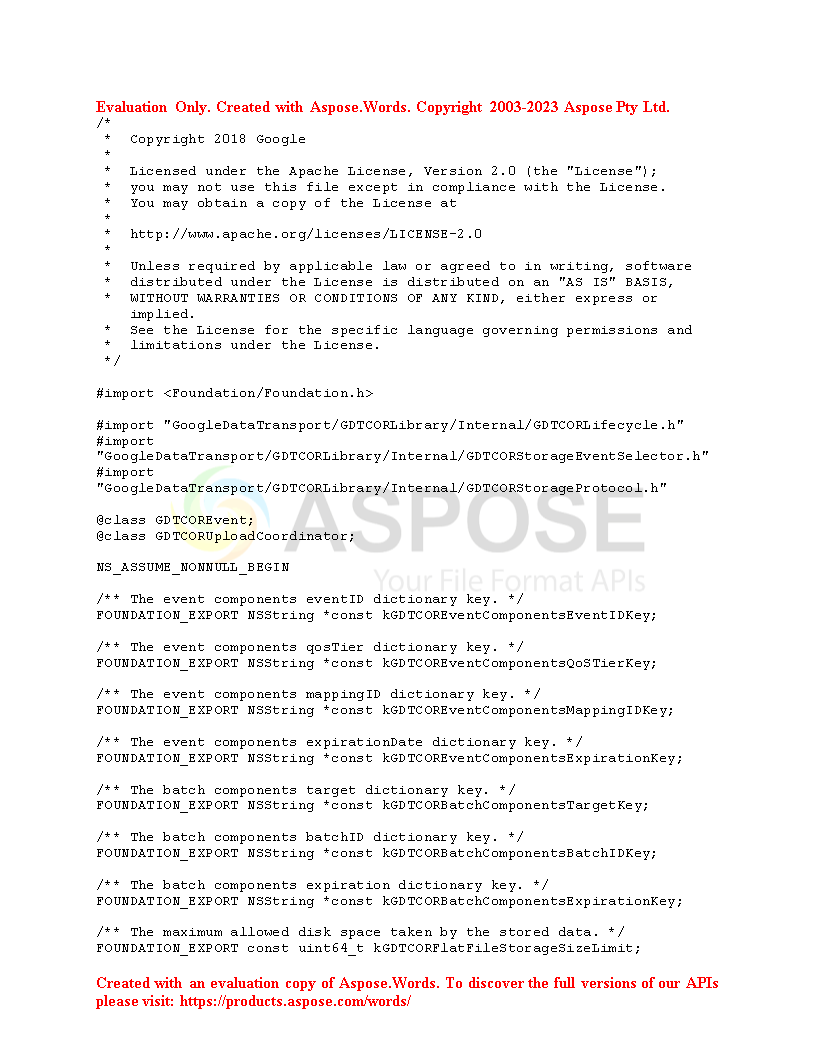 Evaluation Only. Created with Aspose.Words. Copyright 2003-2023 Aspose Pty Ltd.
/*
 *  Copyright 2018 Google
 *
 *  Licensed under the Apache License, Version 2.0 (the "License");
 *  you may not use this file except in compliance with the License.
 *  You may obtain a copy of the License at
 *
 *  http://www.apache.org/licenses/LICENSE-2.0
 *
 *  Unless required by applicable law or agreed to in writing, software
 *  distributed under the License is distributed on an "AS IS" BASIS,
 *  WITHOUT WARRANTIES OR CONDITIONS OF ANY KIND, either express or
    implied.
 *  See the License for the specific language governing permissions and
 *  limitations under the License.
 */

#import <Foundation/Foundation.h>

#import "GoogleDataTransport/GDTCORLibrary/Internal/GDTCORLifecycle.h"
#import
"GoogleDataTransport/GDTCORLibrary/Internal/GDTCORStorageEventSelector.h"
#import
"GoogleDataTransport/GDTCORLibrary/Internal/GDTCORStorageProtocol.h"

@class GDTCOREvent;
@class GDTCORUploadCoordinator;
ASPOSE
Your File Format APIs

NS_ASSUME_NONNULL_BEGIN

/** The event components eventID dictionary key. */
FOUNDATION_EXPORT NSString *const kGDTCOREventComponentsEventIDKey;

/** The event components qosTier dictionary key. */
FOUNDATION_EXPORT NSString *const kGDTCOREventComponentsQoSTierKey;

/** The event components mappingID dictionary key. */
FOUNDATION_EXPORT NSString *const kGDTCOREventComponentsMappingIDKey;

/** The event components expirationDate dictionary key. */
FOUNDATION_EXPORT NSString *const kGDTCOREventComponentsExpirationKey;

/** The batch components target dictionary key. */
FOUNDATION_EXPORT NSString *const kGDTCORBatchComponentsTargetKey;

/** The batch components batchID dictionary key. */
FOUNDATION_EXPORT NSString *const kGDTCORBatchComponentsBatchIDKey;

/** The batch components expiration dictionary key. */
FOUNDATION_EXPORT NSString *const kGDTCORBatchComponentsExpirationKey;

/** The maximum allowed disk space taken by the stored data. */
FOUNDATION_EXPORT const uint64_t kGDTCORFlatFileStorageSizeLimit;

Created with an evaluation copy of Aspose.Words. To discover the full versions of our APIs
please visit: https://products.aspose.com/words/